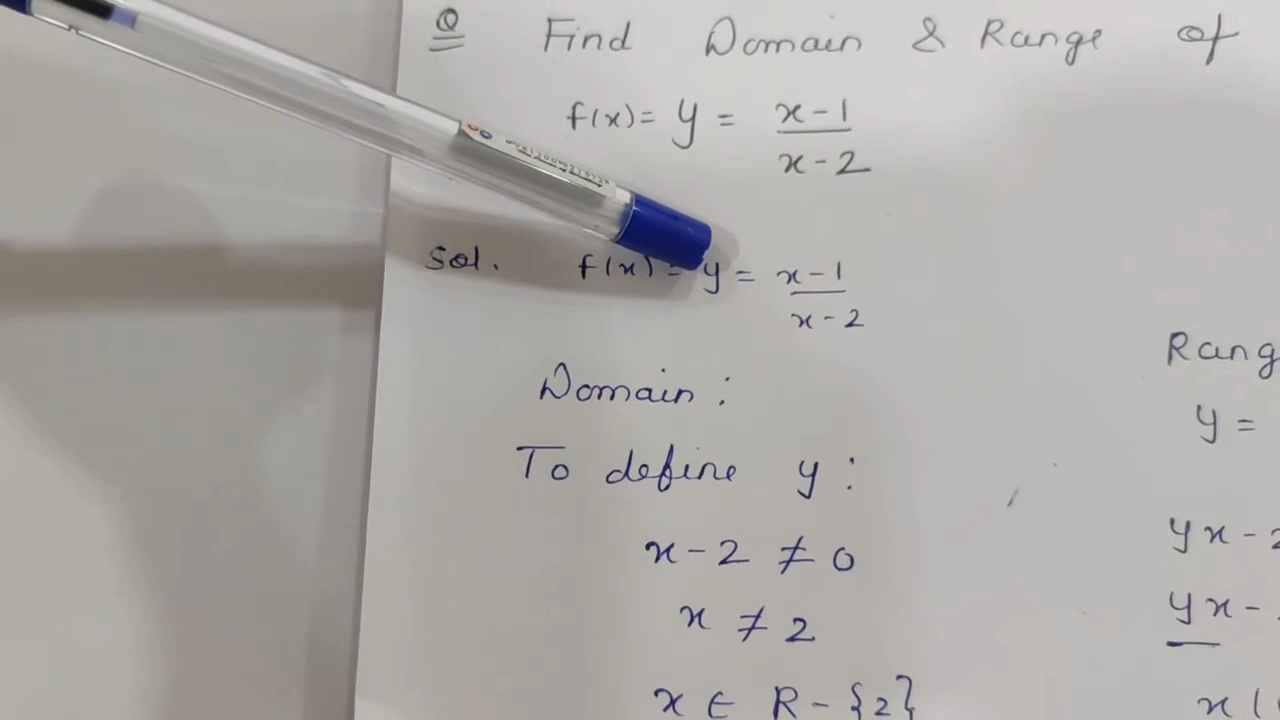 Q Find Domain & Range of
f(x) = y = x-1
x-2
Sol. f(x) = y = x-1
x-2
Domain :
To define y :
x-2 ≠ 0
x ≠ 2
x ∈ R - {2}
Rang
y =
yx - 2
yx -
x (